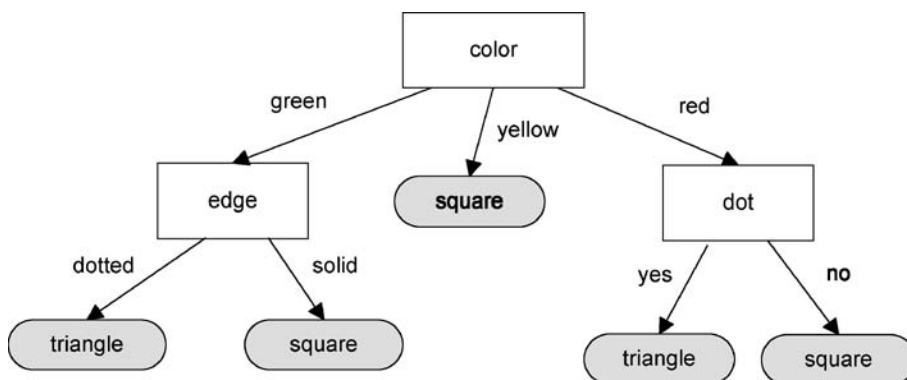 color
green
yellow
red
edge
square
dot
dotted
solid
yes
no
triangle
square
triangle
square